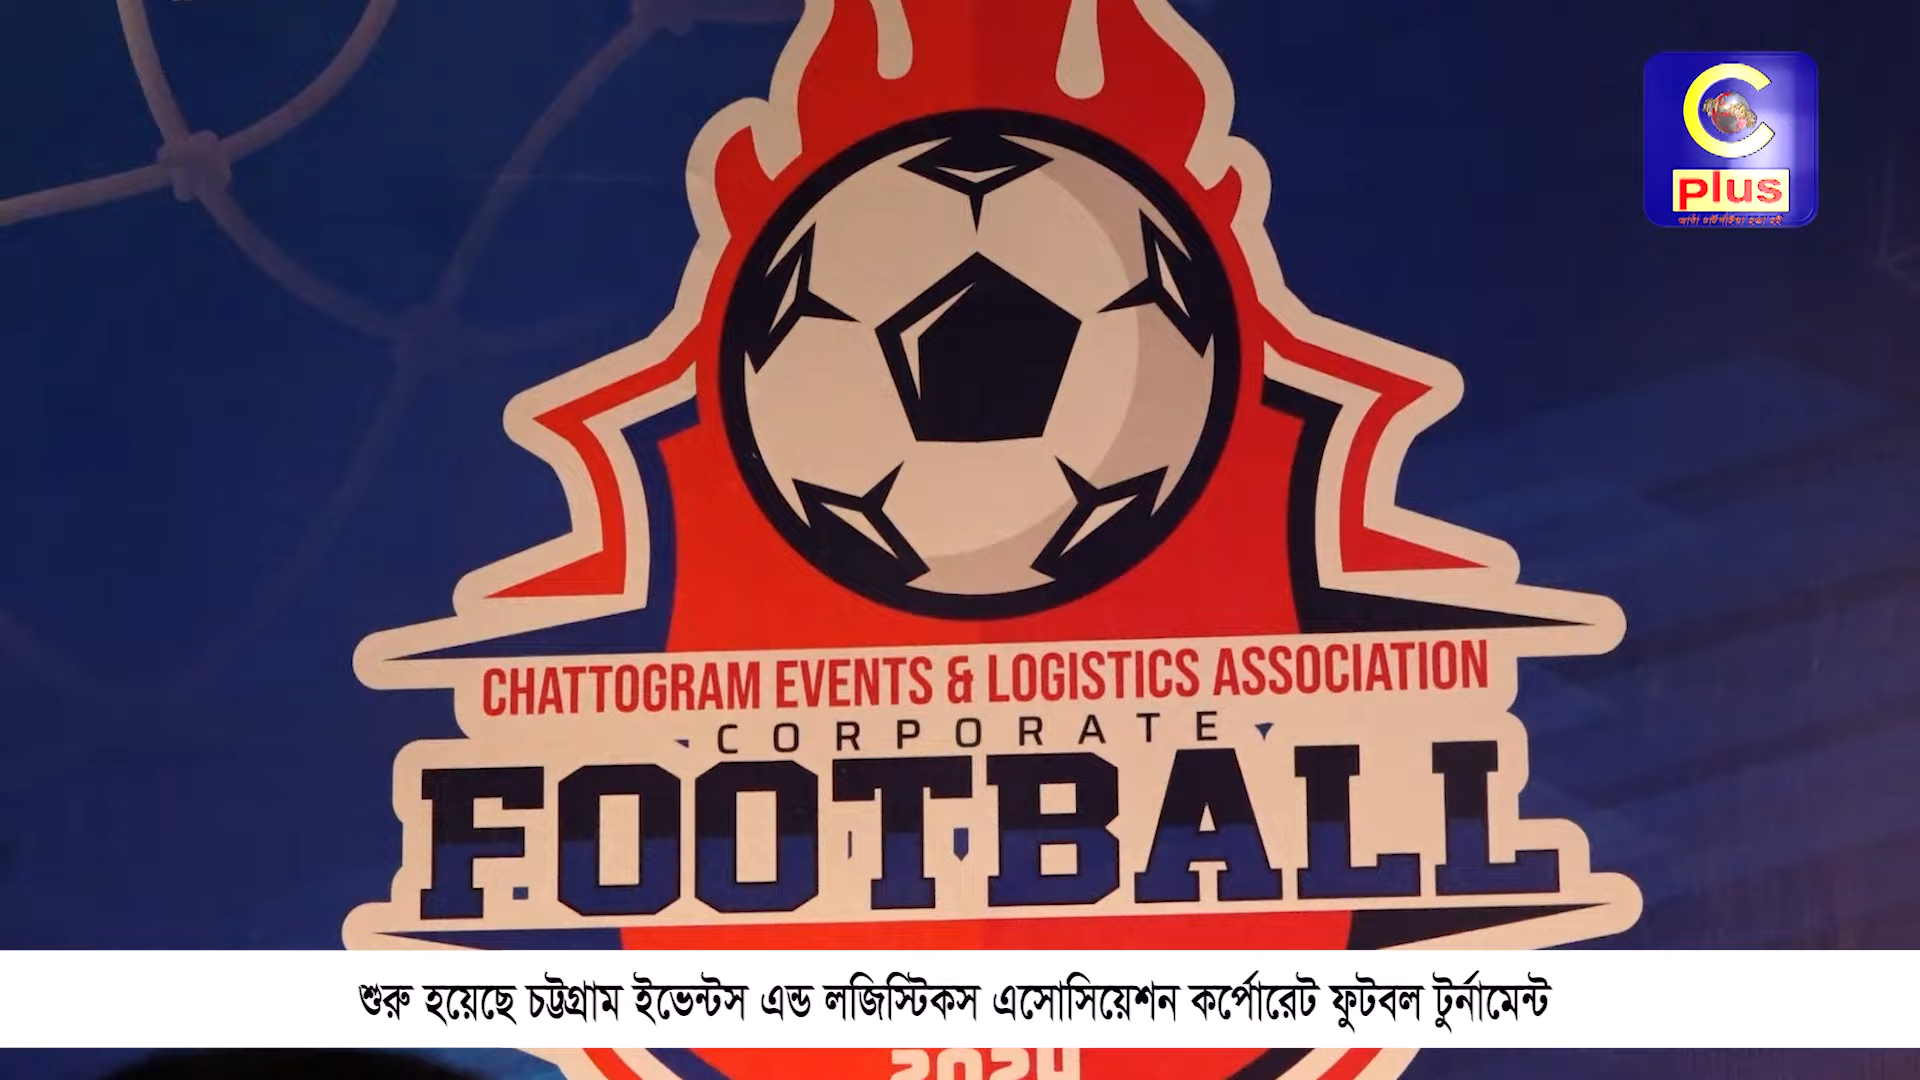 C
plus
CHATTOGRAM EVENTS & LOGISTICS ASSOCIATION
CORPORATE
FOOTBALL
শুরু হয়েছে চট্টগ্রাম ইভেন্টস এন্ড লজিস্টিকস এসোসিয়েশন কর্পোরেট ফুটবল টুর্নামেন্ট
2024